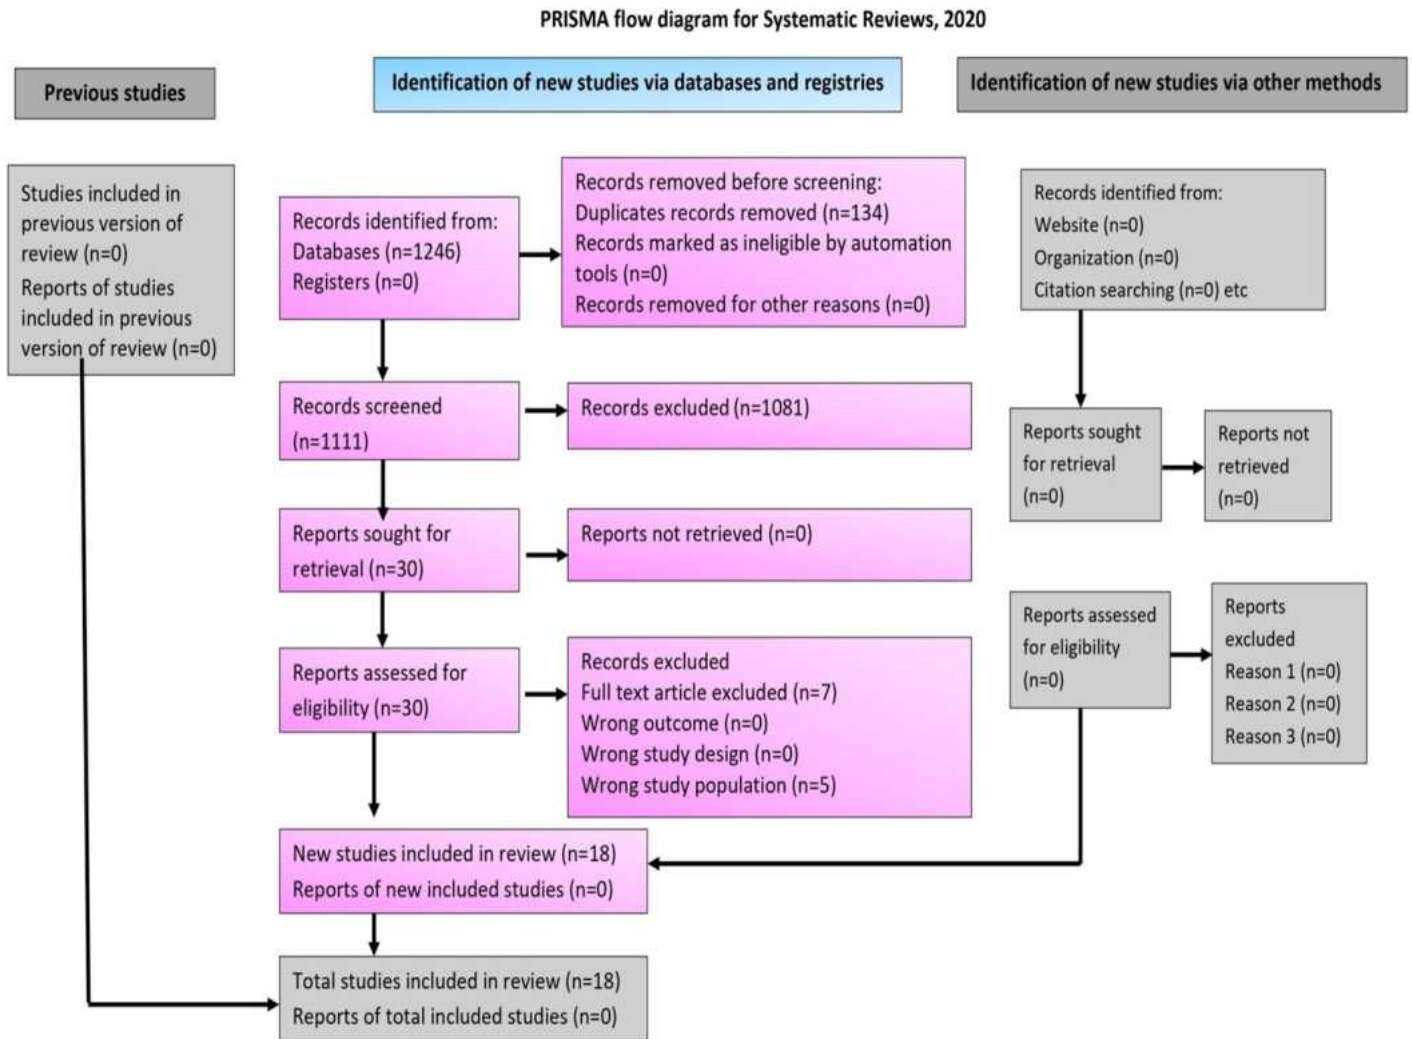 PRISMA flow diagram for Systematic Reviews, 2020
Previous studies
Identification of new studies via databases and registries
Identification of new studies via other methods
Studies included in
previous version of
review (n=0)
Reports of studies
included in previous
version of review (n=0)
Records identified from:
Databases (n=1246)
Registers (n=0)
Records removed before screening:
Duplicates records removed (n=134)
Records marked as ineligible by automation
tools (n=0)
Records removed for other reasons (n=0)
Records identified from:
Website (n=0)
Organization (n=0)
Citation searching (n=0) etc
Records screened
(n=1111)
Records excluded (n=1081)
Reports sought
for retrieval
(n=0)
Reports not
retrieved
(n=0)
Reports sought for
retrieval (n=30)
Reports not retrieved (n=0)
Reports assessed for
eligibility (n=30)
Records excluded
Full text article excluded (n=7)
Wrong outcome (n=0)
Wrong study design (n=0)
Wrong study population (n=5)
Reports assessed
for eligibility
(n=0)
Reports
excluded
Reason 1 (n=0)
Reason 2 (n=0)
Reason 3 (n=0)
New studies included in review (n=18)
Reports of new included studies (n=0)
Total studies included in review (n=18)
Reports of total included studies (n=0)